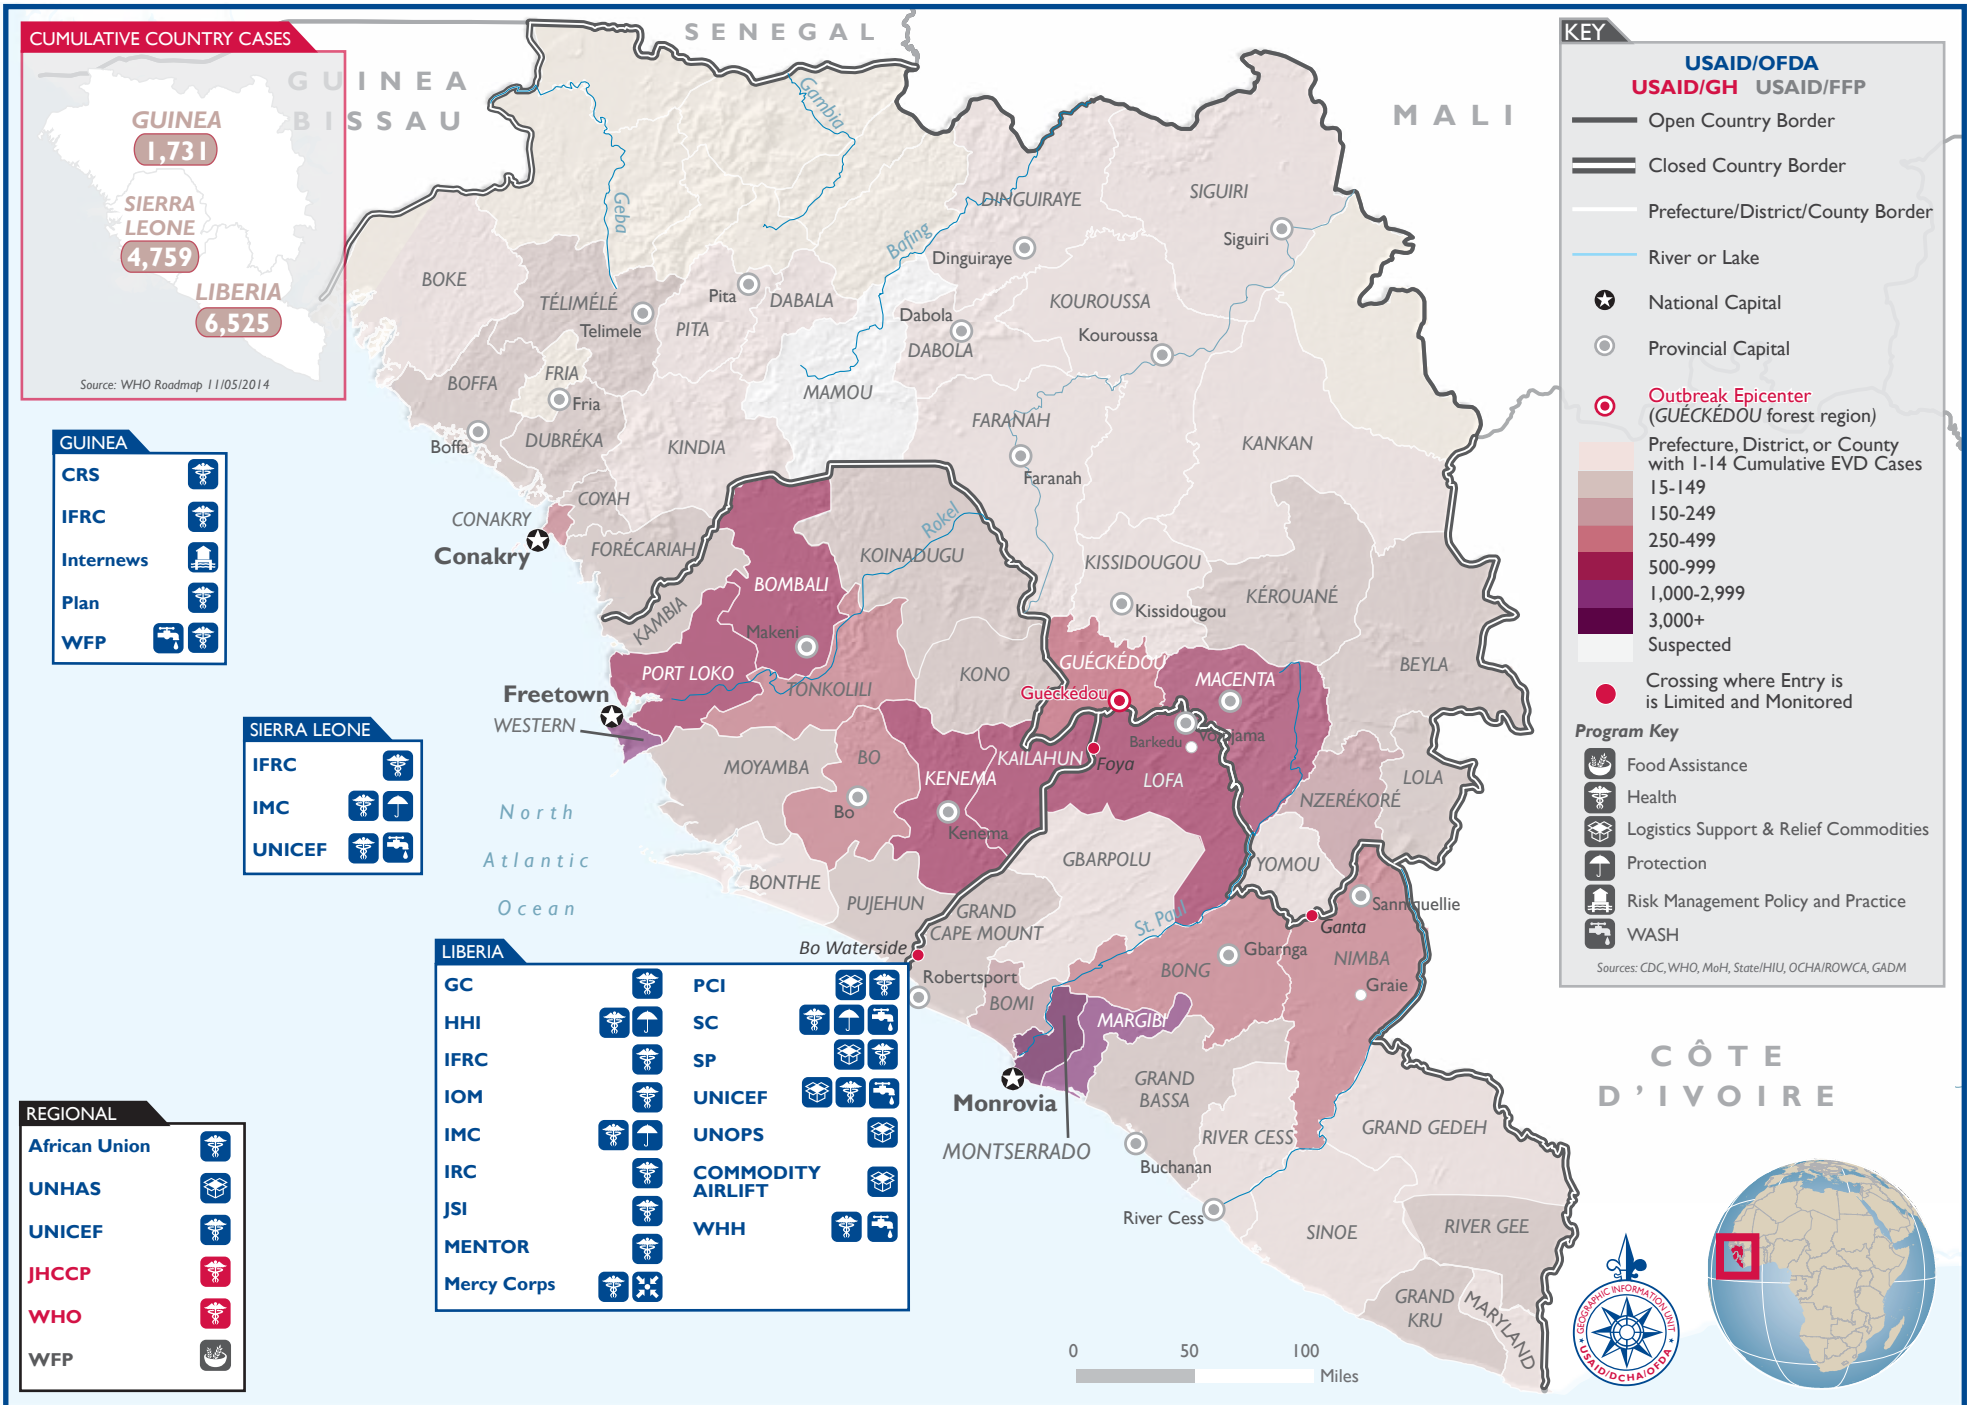 CUMULATIVE COUNTRY CASES
GUINEA
1,731
SIERRA
LEONE
4,759
LIBERIA
6,525
Source: WHO Roadmap 11/05/2014
SENEGAL
GUINEA
BISSAU
MALI
CÔTE
D'IVOIRE
North
Atlantic
Ocean
Gambia
Geba
Bafing
Rokel
St. Paul
BOKE
TÉLIMÉLÉ
Telimele
Pita
PITA
DABALA
DINGUIRAYE
Dinguiraye
SIGUIRI
Siguiri
KOUROUSSA
Kouroussa
Dabola
DABOLA
BOFFA
Boffa
FRIA
Fria
DUBRÉKA
KINDIA
MAMOU
FARANAH
Faranah
KANKAN
COYAH
CONAKRY
Conakry
FORÉCARIAH
KOINADUGU
KISSIDOUGOU
Kissidougou
KÉROUANÉ
BEYLA
BOMBALI
KAMBIA
Makeni
PORT LOKO
TONKOLILI
KONO
GUÉCKÉDOU
Guéckédou
MACENTA
Freetown
WESTERN
MOYAMBA
BO
Bo
KENEMA
Kenema
KAILAHUN
Foya
Barkedu
Voinjama
LOFA
NZERÉKORÉ
LOLA
GBARPOLU
YOMOU
BONTHE
PUJEHUN
GRAND
CAPE MOUNT
Bo Waterside
Robertsport
BOMI
BONG
Gbarnga
Ganta
Sanniquellie
NIMBA
Graie
MARGIBI
Monrovia
MONTSERRADO
GRAND
BASSA
Buchanan
RIVER CESS
River Cess
GRAND GEDEH
SINOE
RIVER GEE
GRAND
KRU
MARYLAND
GUINEA
CRS
IFRC
Internews
Plan
WFP
SIERRA LEONE
IFRC
IMC
UNICEF
LIBERIA
GC
HHI
IFRC
IOM
IMC
IRC
JSI
MENTOR
Mercy Corps
PCI
SC
SP
UNICEF
UNOPS
COMMODITY
AIRLIFT
WHH
REGIONAL
African Union
UNHAS
UNICEF
JHCCP
WHO
WFP
KEY
USAID/OFDA
USAID/GH USAID/FFP
Open Country Border
Closed Country Border
Prefecture/District/County Border
River or Lake
National Capital
Provincial Capital
Outbreak Epicenter
(GUÉCKÉDOU forest region)
Prefecture, District, or County
with 1-14 Cumulative EVD Cases
15-149
150-249
250-499
500-999
1,000-2,999
3,000+
Suspected
Crossing where Entry is
is Limited and Monitored
Program Key
Food Assistance
Health
Logistics Support & Relief Commodities
Protection
Risk Management Policy and Practice
WASH
Sources: CDC, WHO, MoH, State/HIU, OCHA/ROWCA, GADM
0 50 100
Miles
GEOGRAPHIC INFORMATION UNIT
USAID/DCHA/OFDA